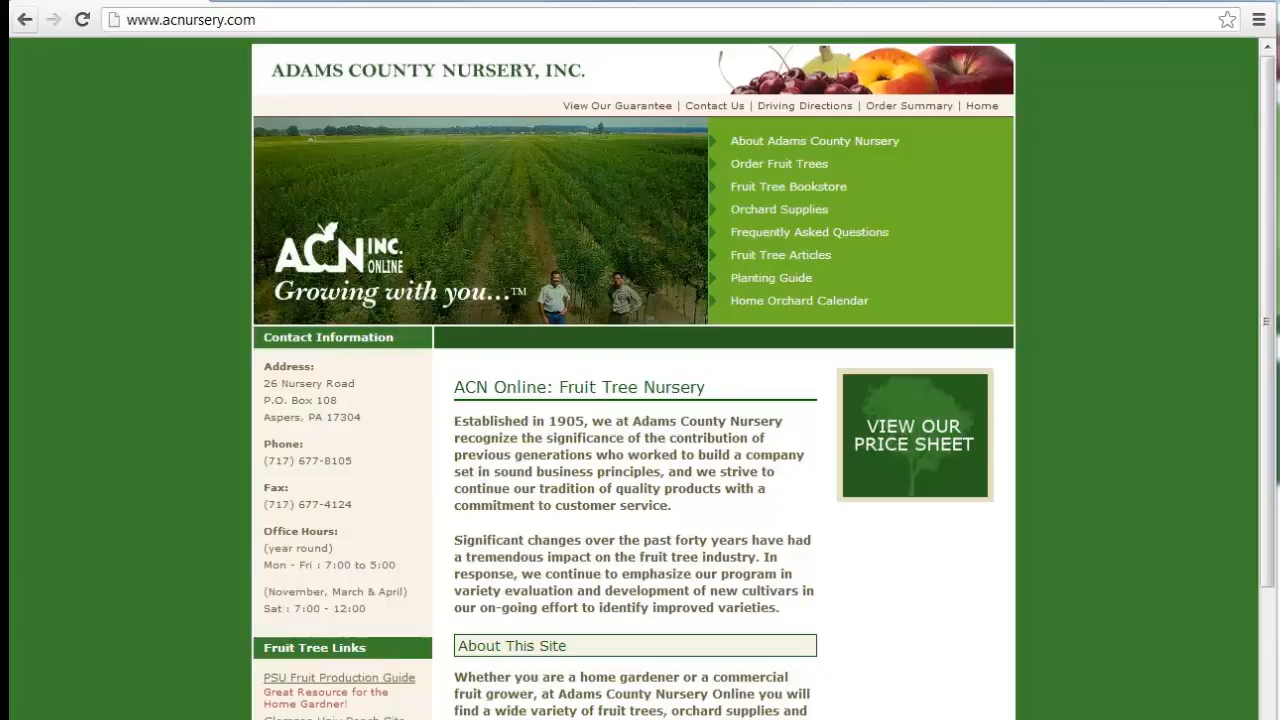 www.acnursery.com
ADAMS COUNTY NURSERY, INC.
View Our Guarantee | Contact Us | Driving Directions | Order Summary | Home
About Adams County Nursery
Order Fruit Trees
Fruit Tree Bookstore
Orchard Supplies
Frequently Asked Questions
Fruit Tree Articles
Planting Guide
Home Orchard Calendar
ACN INC.
ONLINE
Growing with you...™
Contact Information
Address:
26 Nursery Road
P.O. Box 108
Aspers, PA 17304
Phone:
(717) 677-8105
Fax:
(717) 677-4124
Office Hours:
(year round)
Mon - Fri : 7:00 to 5:00
(November, March & April)
Sat : 7:00 - 12:00
Fruit Tree Links
PSU Fruit Production Guide
Great Resource for the
Home Gardner!
ACN Online: Fruit Tree Nursery
Established in 1905, we at Adams County Nursery
recognize the significance of the contribution of
previous generations who worked to build a company
set in sound business principles, and we strive to
continue our tradition of quality products with a
commitment to customer service.
Significant changes over the past forty years have had
a tremendous impact on the fruit tree industry. In
response, we continue to emphasize our program in
variety evaluation and development of new cultivars in
our on-going effort to identify improved varieties.
About This Site
Whether you are a home gardener or a commercial
fruit grower, at Adams County Nursery Online you will
find a wide variety of fruit trees, orchard supplies and
VIEW OUR
PRICE SHEET